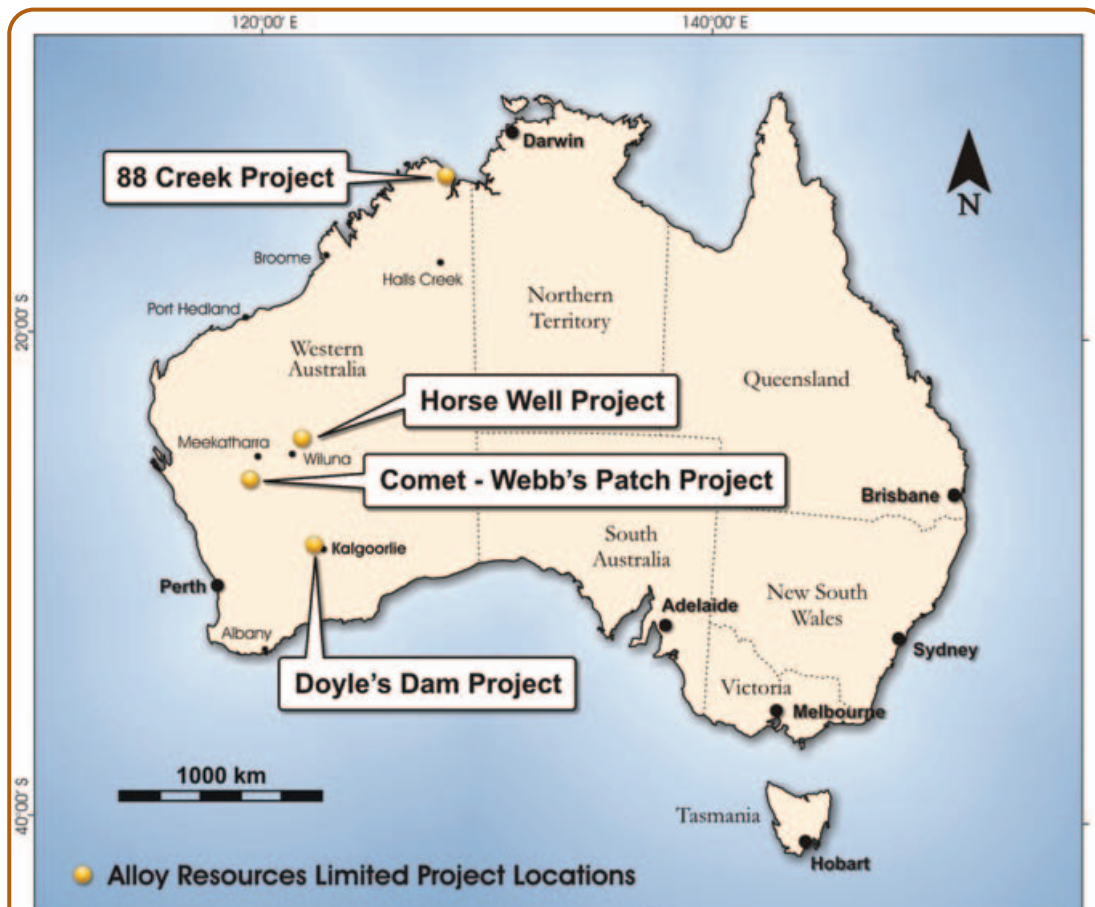 120°00' E
140°00' E
Darwin
88 Creek Project
N
Broome
Halls Creek
Northern
Territory
Port Hedland
20°00' S
Western
Australia
Queensland
Horse Well Project
Meekatharra
Wiluna
Comet - Webb's Patch Project
Brisbane
South
Australia
Kalgoorlie
Perth
New South
Wales
Adelaide
Albany
Sydney
Doyle's Dam Project
Victoria
Melbourne
1000 km
40°00' S
Tasmania
Hobart
Alloy Resources Limited Project Locations